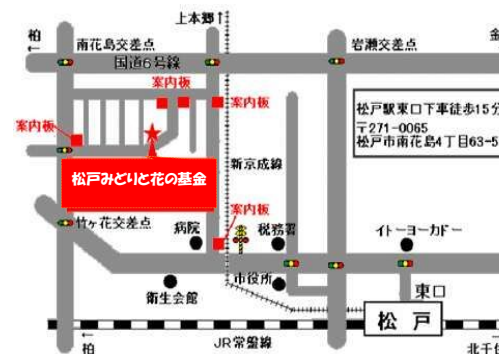 上本郷↑
柏
←
南花島交差点
岩瀬交差点
金
国道6号線
案内板
案内板
案内板
松戸駅東口下車徒歩15分
〒271-0065
松戸市南花島4丁目63-5
新京成線
松戸みどりと花の基金
案内板
竹ヶ花交差点
病院
税務署
イトーヨーカドー
市役所
衛生会館
東口
松戸
←
柏
JR常盤線
北千住